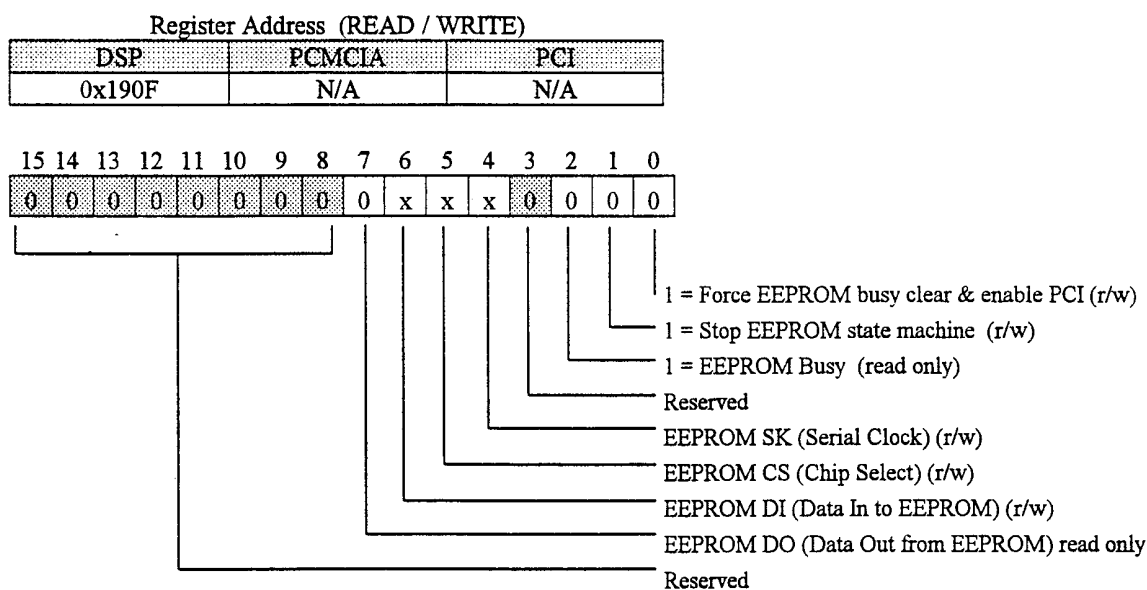 Register Address (READ / WRITE)
DSP PCMCIA PCI
0x190F N/A N/A
15 14 13 12 11 10 9 8 7 6 5 4 3 2 1 0
0 0 0 0 0 0 0 0 0 x x x 0 0 0 0
1 = Force EEPROM busy clear & enable PCI (r/w)
1 = Stop EEPROM state machine (r/w)
1 = EEPROM Busy (read only)
Reserved
EEPROM SK (Serial Clock) (r/w)
EEPROM CS (Chip Select) (r/w)
EEPROM DI (Data In to EEPROM) (r/w)
EEPROM DO (Data Out from EEPROM) read only
Reserved